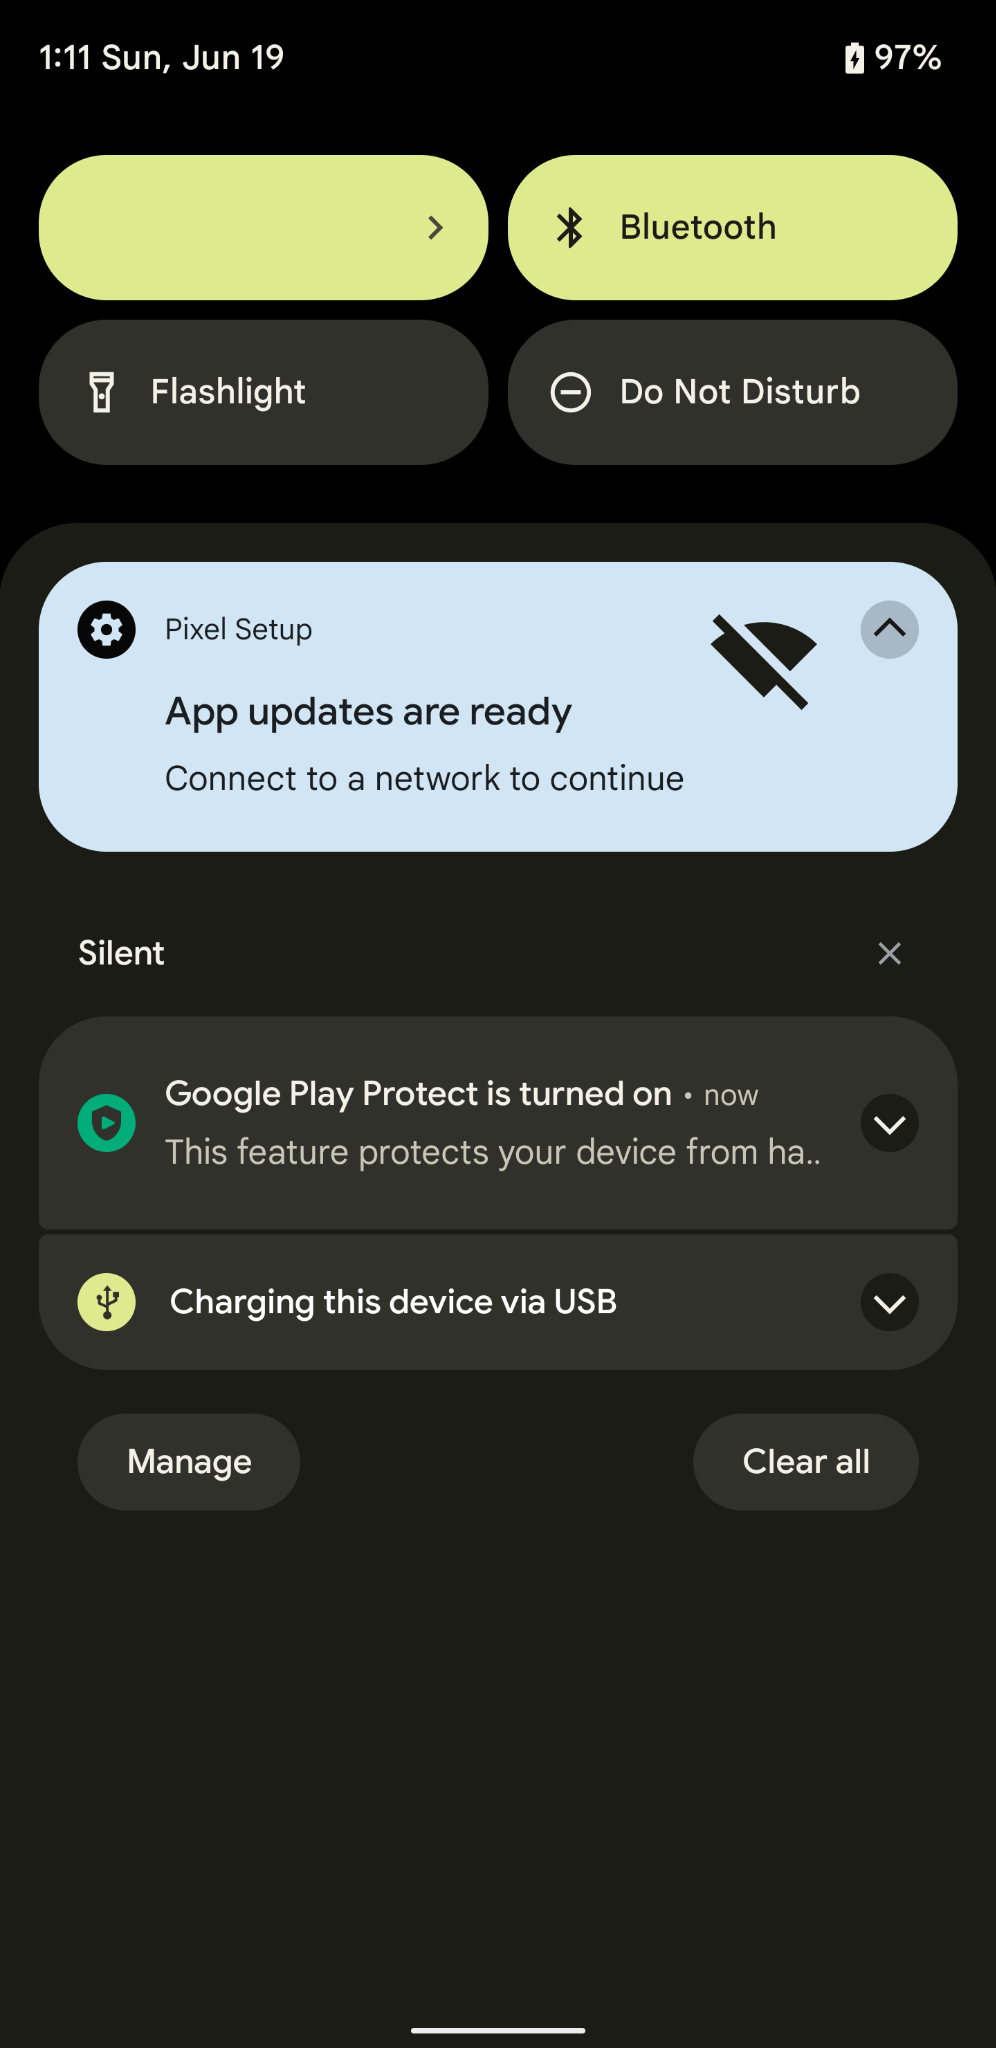 1:11 Sun, Jun 19
97%
Bluetooth
Flashlight
Do Not Disturb
Pixel Setup
App updates are ready
Connect to a network to continue
Silent
Google Play Protect is turned on • now
This feature protects your device from ha..
Charging this device via USB
Manage
Clear all